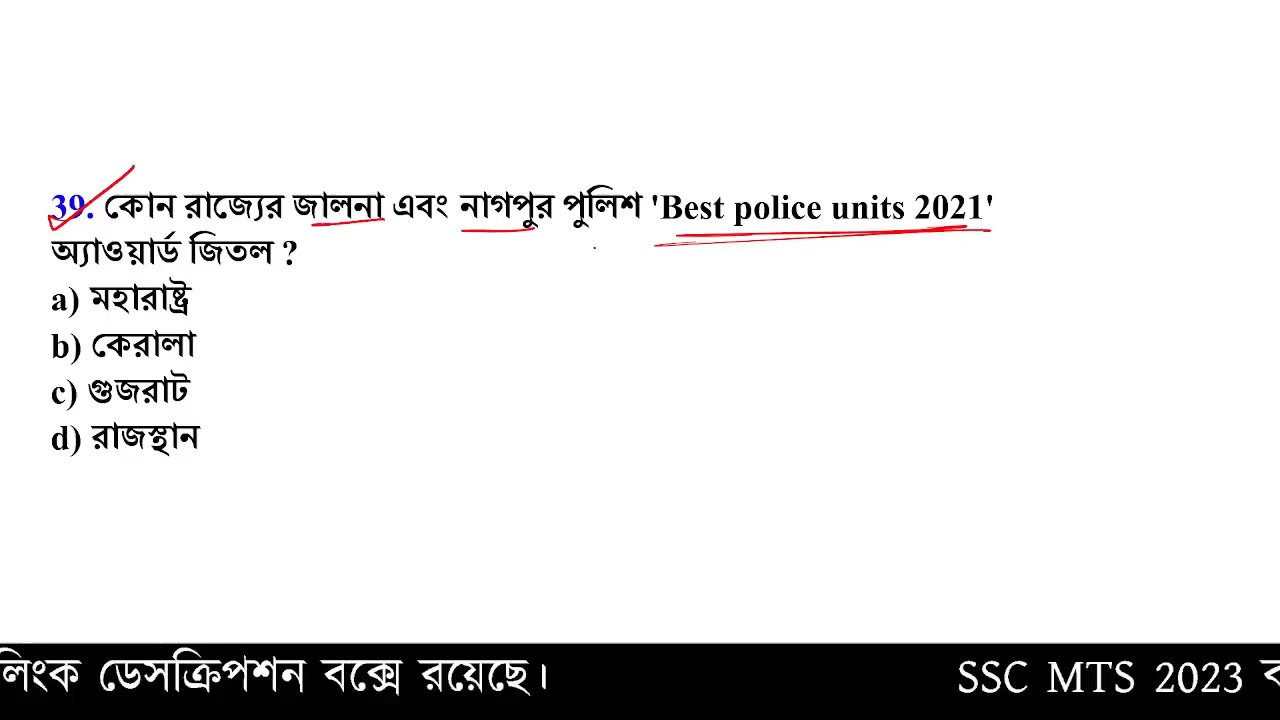 39. কোন রাজ্যের জালনা এবং নাগপুর পুলিশ 'Best police units 2021'
অ্যাওয়ার্ড জিতল ?
a) মহারাষ্ট্র
b) কেরালা
c) গুজরাট
d) রাজস্থান
লিংক ডেসক্রিপশন বক্সে রয়েছে। SSC MTS 2023